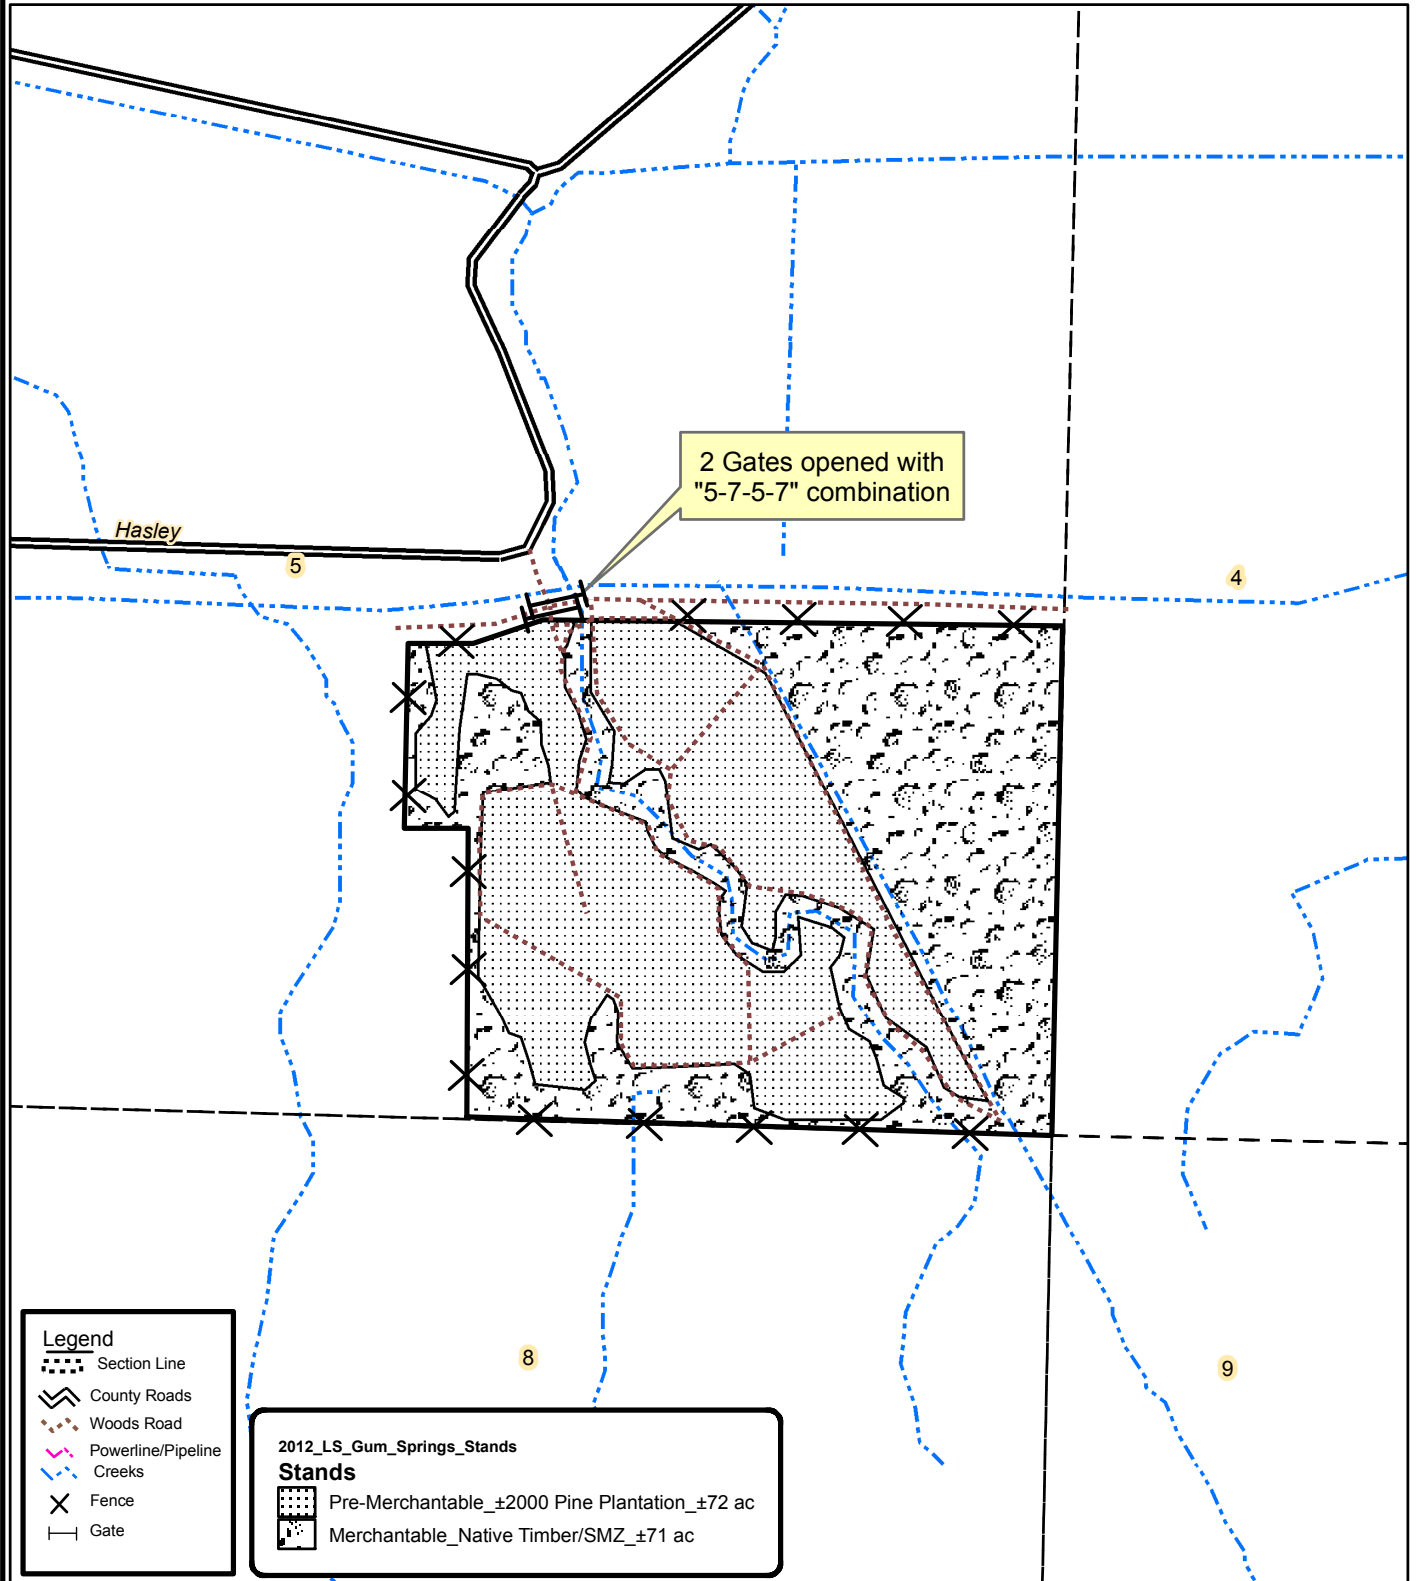 2 Gates opened with
"5-7-5-7" combination
Hasley
5
4
8
9
Legend
Section Line
County Roads
Woods Road
Powerline/Pipeline
Creeks
Fence
Gate
2012_LS_Gum_Springs_Stands
Stands
Pre-Merchantable_±2000 Pine Plantation_±72 ac
Merchantable_Native Timber/SMZ_±71 ac